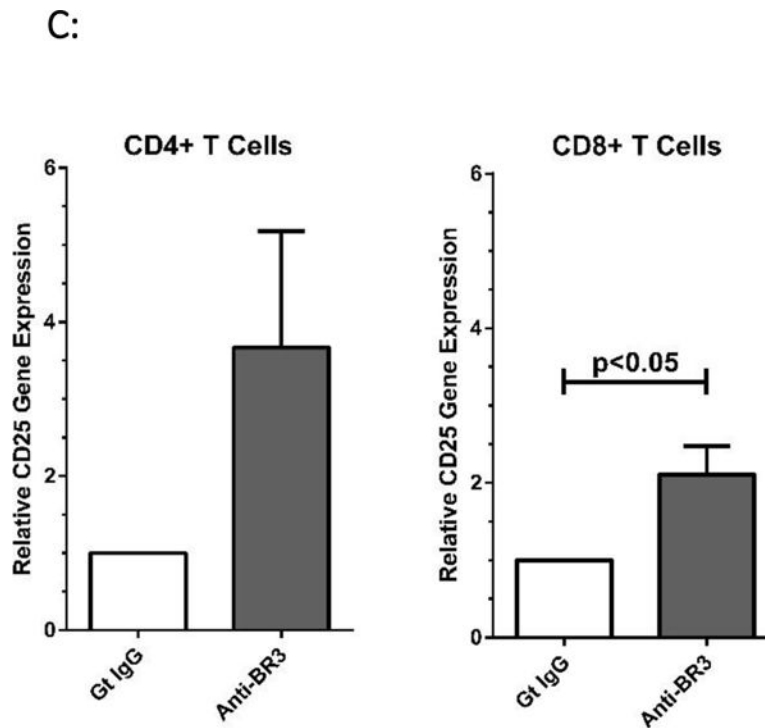 C:
CD4+ T Cells
Relative CD25 Gene Expression
6
4
2
0
Gt IgG
Anti-BR3
CD8+ T Cells
Relative CD25 Gene Expression
6
4
2
0
p<0.05
Gt IgG
Anti-BR3